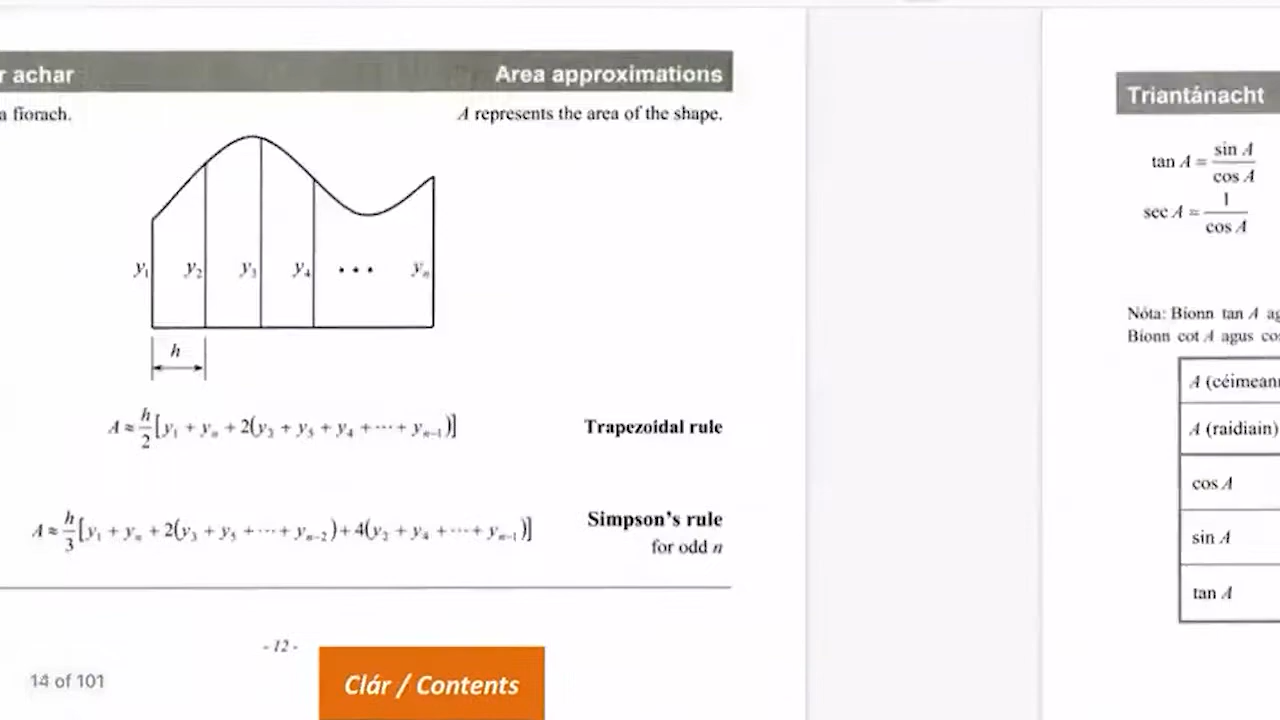 r achar Area approximations
a fíorach. A represents the area of the shape.
y₁ y₂ y₃ y₄ • • • yₙ
h
A ≈ h/2 [y₁ + yₙ + 2(y₂ + y₃ + y₄ + ··· + yₙ₋₁)] Trapezoidal rule
A ≈ h/3 [y₁ + yₙ + 2(y₃ + y₅ + ··· + yₙ₋₂) + 4(y₂ + y₄ + ··· + yₙ₋₁)] Simpson's rule
for odd n
- 12 -
14 of 101
Clár / Contents
Triantánacht
tan A = sin A / cos A
sec A = 1 / cos A
Nóta: Bíonn tan A ag
Bíonn cot A agus co
A (céimean
A (raidiain)
cos A
sin A
tan A